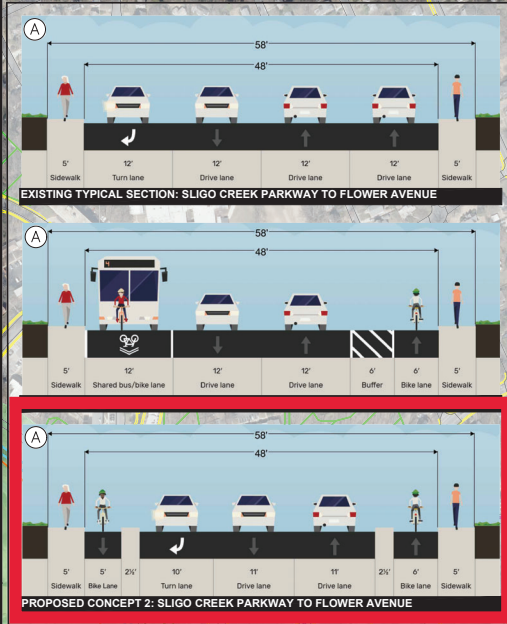 A
58'
48'
5' 12' 12' 12' 12' 5'
Sidewalk Turn lane Drive lane Drive lane Drive lane Sidewalk
EXISTING TYPICAL SECTION: SLIGO CREEK PARKWAY TO FLOWER AVENUE
A
58'
48'
5' 12' 12' 12' 6' 6' 5'
Sidewalk Shared bus/bike lane Drive lane Drive lane Buffer Bike lane Sidewalk
A
58'
48'
5' 5' 2½' 10' 11' 11' 2½' 6' 5'
Sidewalk Bike Lane Turn lane Drive lane Drive lane Bike lane Sidewalk
PROPOSED CONCEPT 2: SLIGO CREEK PARKWAY TO FLOWER AVENUE